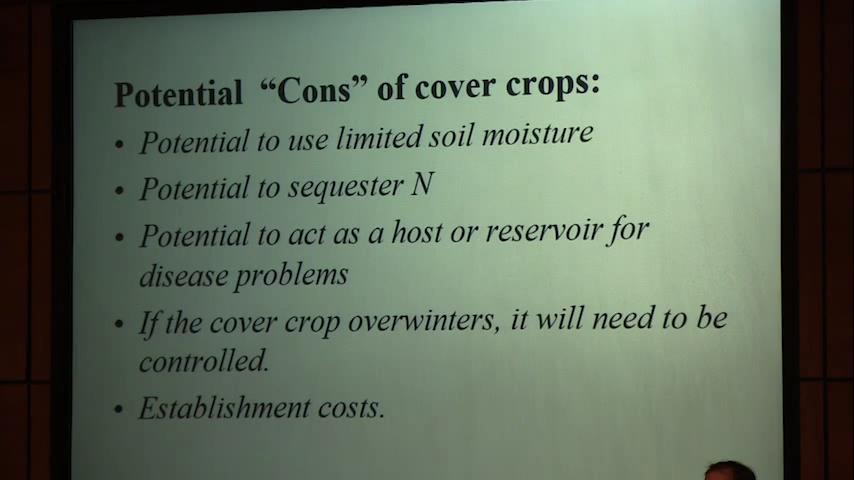 Potential "Cons" of cover crops:
• Potential to use limited soil moisture
• Potential to sequester N
• Potential to act as a host or reservoir for
disease problems
• If the cover crop overwinters, it will need to be
controlled.
• Establishment costs.